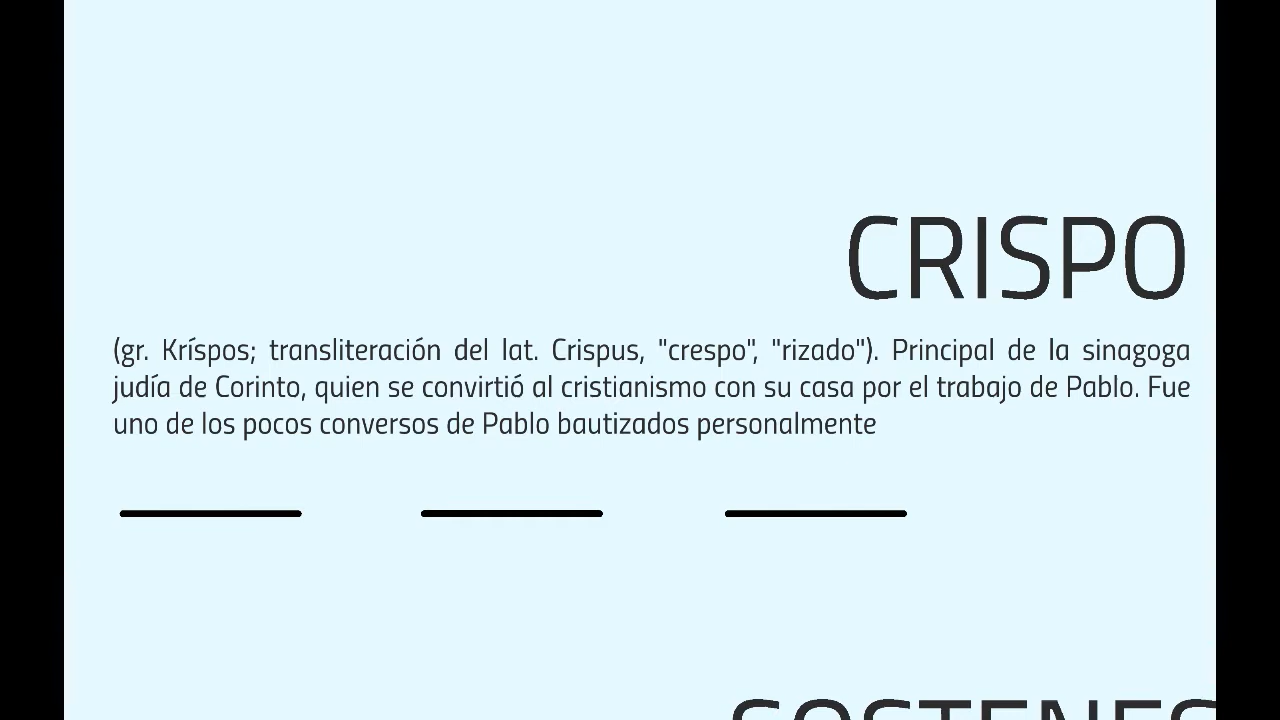 CRISPO
(gr. Kríspos; transliteración del lat. Crispus, "crespo", "rizado"). Principal de la sinagoga
judía de Corinto, quien se convirtió al cristianismo con su casa por el trabajo de Pablo. Fue
uno de los pocos conversos de Pablo bautizados personalmente
SOSTENES